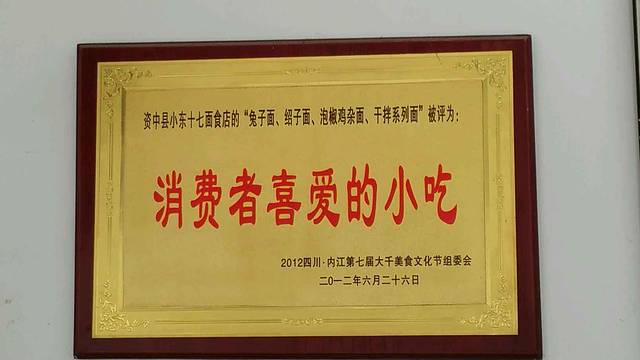 资中县小东十七面食店的“兔子面、绍子面、泡椒鸡杂面、干拌系列面”被评为:
消费者喜爱的小吃
2012四川·内江第七届大千美食文化节组委会
二0一二年六月二十六日